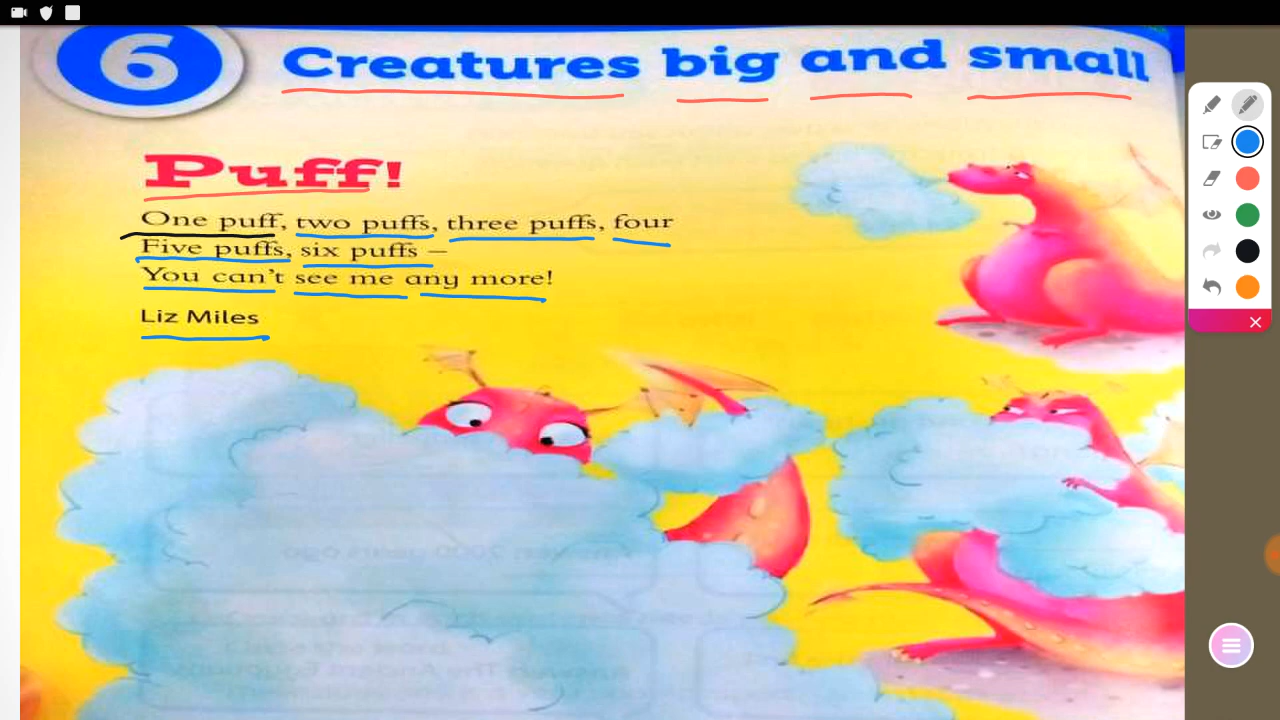 6
Creatures big and small
Puff!
One puff, two puffs, three puffs, four
Five puffs, six puffs –
You can't see me any more!
Liz Miles